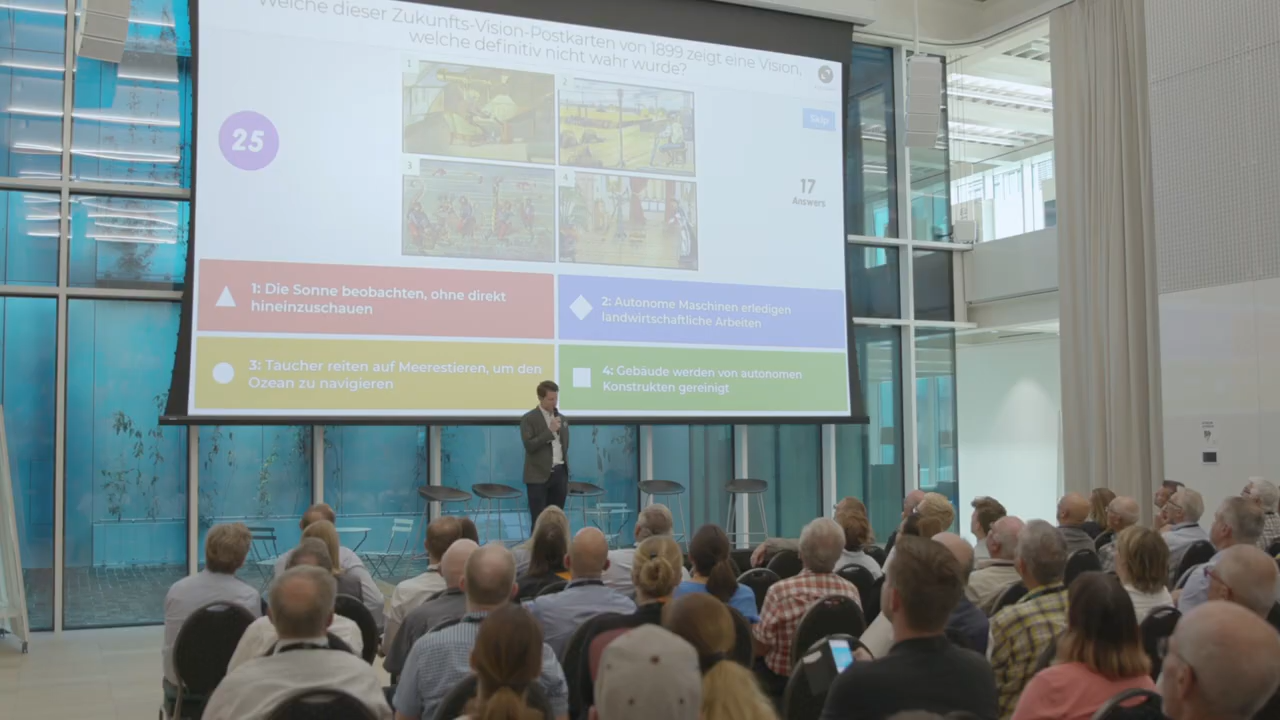 Welche dieser Zukunfts-Vision-Postkarten von 1899 zeigt eine Vision,
welche definitiv nicht wahr wurde?
1
2
3
4
25
Skip
17
Answers
1: Die Sonne beobachten, ohne direkt
hineinzuschauen
2: Autonome Maschinen erledigen
landwirtschaftliche Arbeiten
3: Taucher reiten auf Meerestieren, um den
Ozean zu navigieren
4: Gebäude werden von autonomen
Konstrukten gereinigt